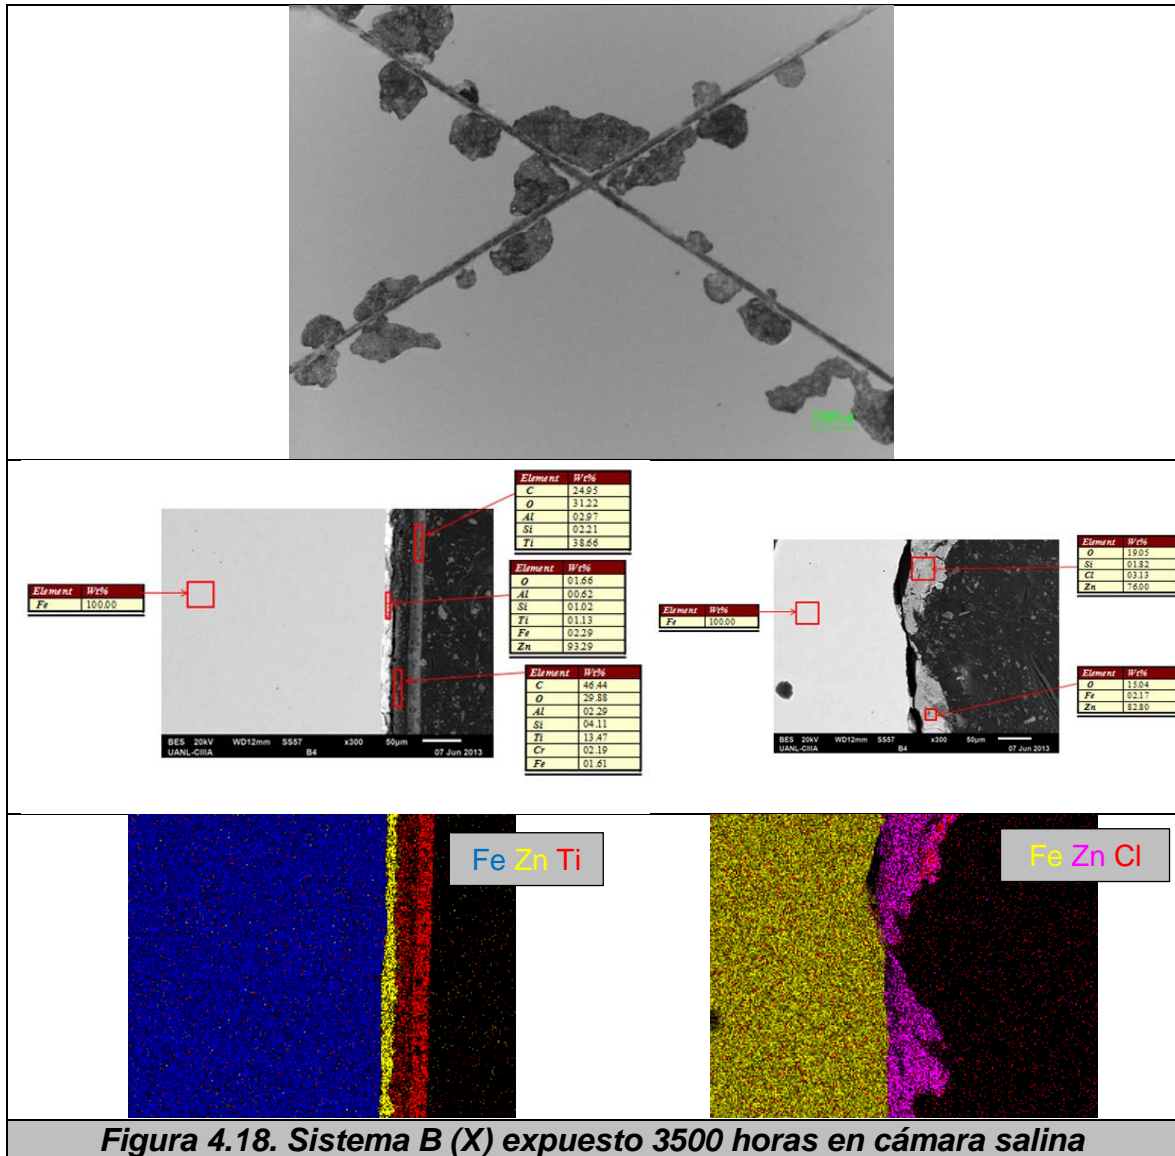 Element Wt%
C 24.95
O 31.22
Al 02.97
Si 02.21
Ti 38.66
Element Wt%
Fe 100.00
Element Wt%
O 01.66
Al 00.62
Si 01.02
Ti 01.13
Fe 02.29
Zn 93.29
Element Wt%
C 46.44
O 29.88
Al 02.29
Si 04.11
Ti 13.47
Cr 02.19
Fe 01.61
BES 20kV WD12mm SS57 x300 50µm
UANL-CIIIA B4 07 Jun 2013
Element Wt%
Fe 100.00
Element Wt%
O 19.05
Si 01.82
Cl 03.13
Zn 76.00
Element Wt%
O 15.04
Fe 02.17
Zn 82.80
BES 20kV WD12mm SS57 x300 50µm
UANL-CIIIA B4 07 Jun 2013
Fe Zn Ti
Fe Zn Cl
Figura 4.18. Sistema B (X) expuesto 3500 horas en cámara salina